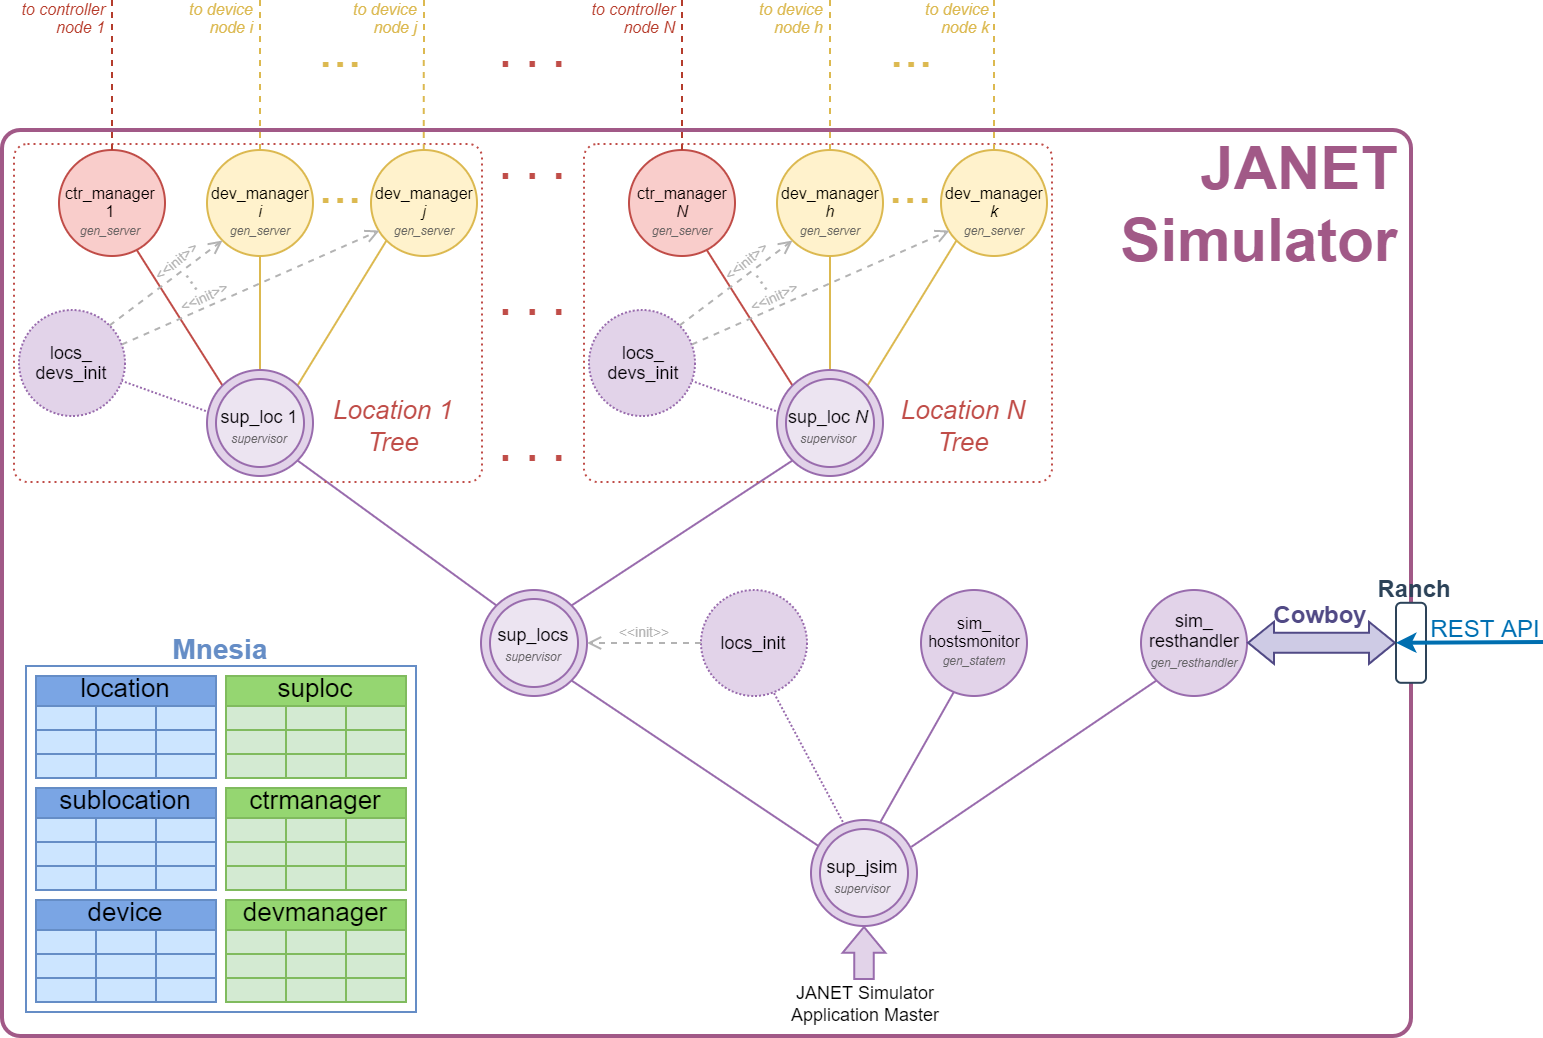 to controller
node 1
to device
node i
to device
node j
to controller
node N
to device
node h
to device
node k
JANET
Simulator
ctr_manager
1
gen_server
dev_manager
i
gen_server
dev_manager
j
gen_server
ctr_manager
N
gen_server
dev_manager
h
gen_server
dev_manager
k
gen_server
<<init>>
<<init>>
<<init>>
<<init>>
locs_
devs_init
sup_loc 1
supervisor
Location 1
Tree
locs_
devs_init
sup_loc N
supervisor
Location N
Tree
sup_locs
supervisor
<<init>>
locs_init
sim_
hostsmonitor
gen_statem
sim_
resthandler
gen_resthandler
Cowboy
Ranch
REST API
Mnesia
location
suploc
sublocation
ctrmanager
device
devmanager
sup_jsim
supervisor
JANET Simulator
Application Master